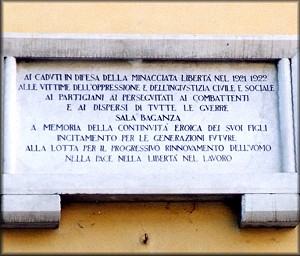 AI CADUTI IN DIFESA DELLA MINACCIATA LIBERTÀ NEL 1921 1922
ALLE VITTIME DELL'OPPRESSIONE E DELL'INGIUSTIZIA CIVILE E SOCIALE
AI PARTIGIANI AI PERSEGUITATI AI COMBATTENTI
E AI DISPERSI DI TUTTE LE GUERRE
SALA BAGANZA
A MEMORIA DELLA CONTINUITÀ EROICA DEI SUOI FIGLI
INCITAMENTO PER LE GENERAZIONI FUTURE
ALLA LOTTA PER IL PROGRESSIVO RINNOVAMENTO DELL'UOMO
NELLA PACE NELLA LIBERTÀ NEL LAVORO